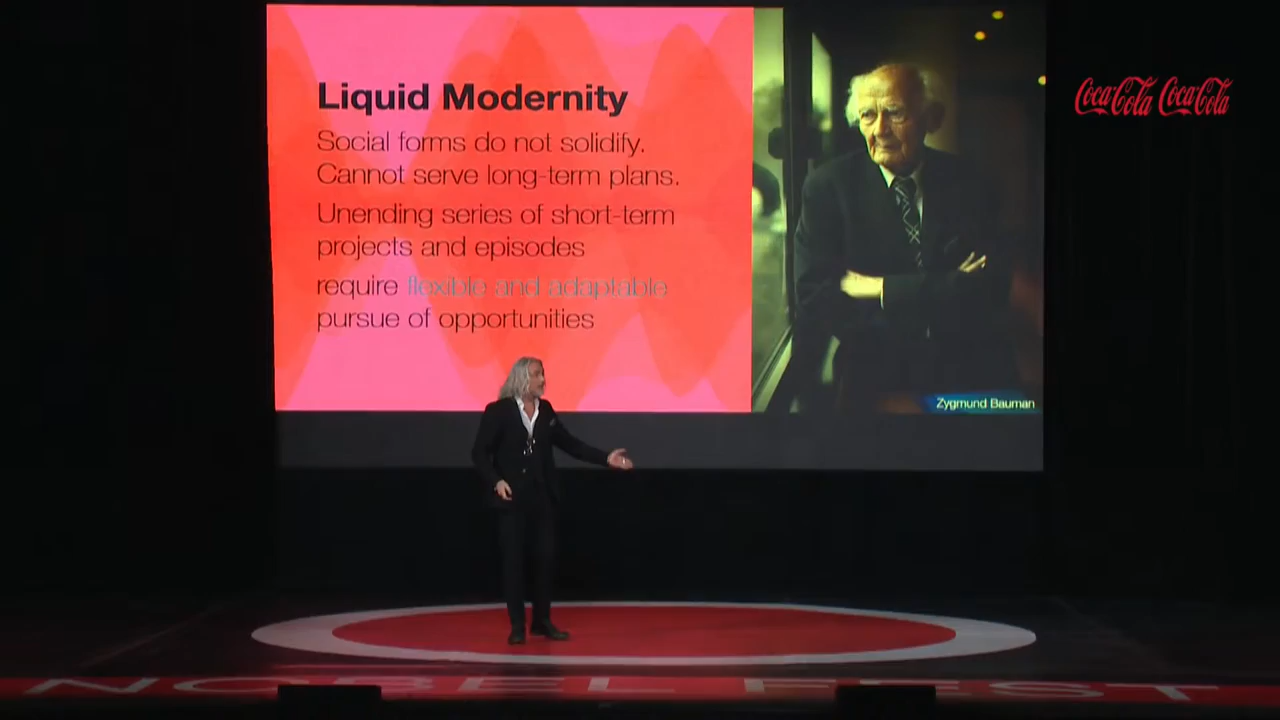 Liquid Modernity
Social forms do not solidify.
Cannot serve long-term plans.
Unending series of short-term
projects and episodes
require flexible and adaptable
pursue of opportunities
Zygmund Bauman
Coca-Cola Coca-Cola
NOBEL FEST